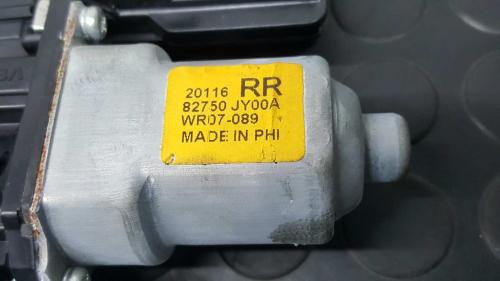 20116 RR
82750 JY00A
WR07-089
MADE IN PHI